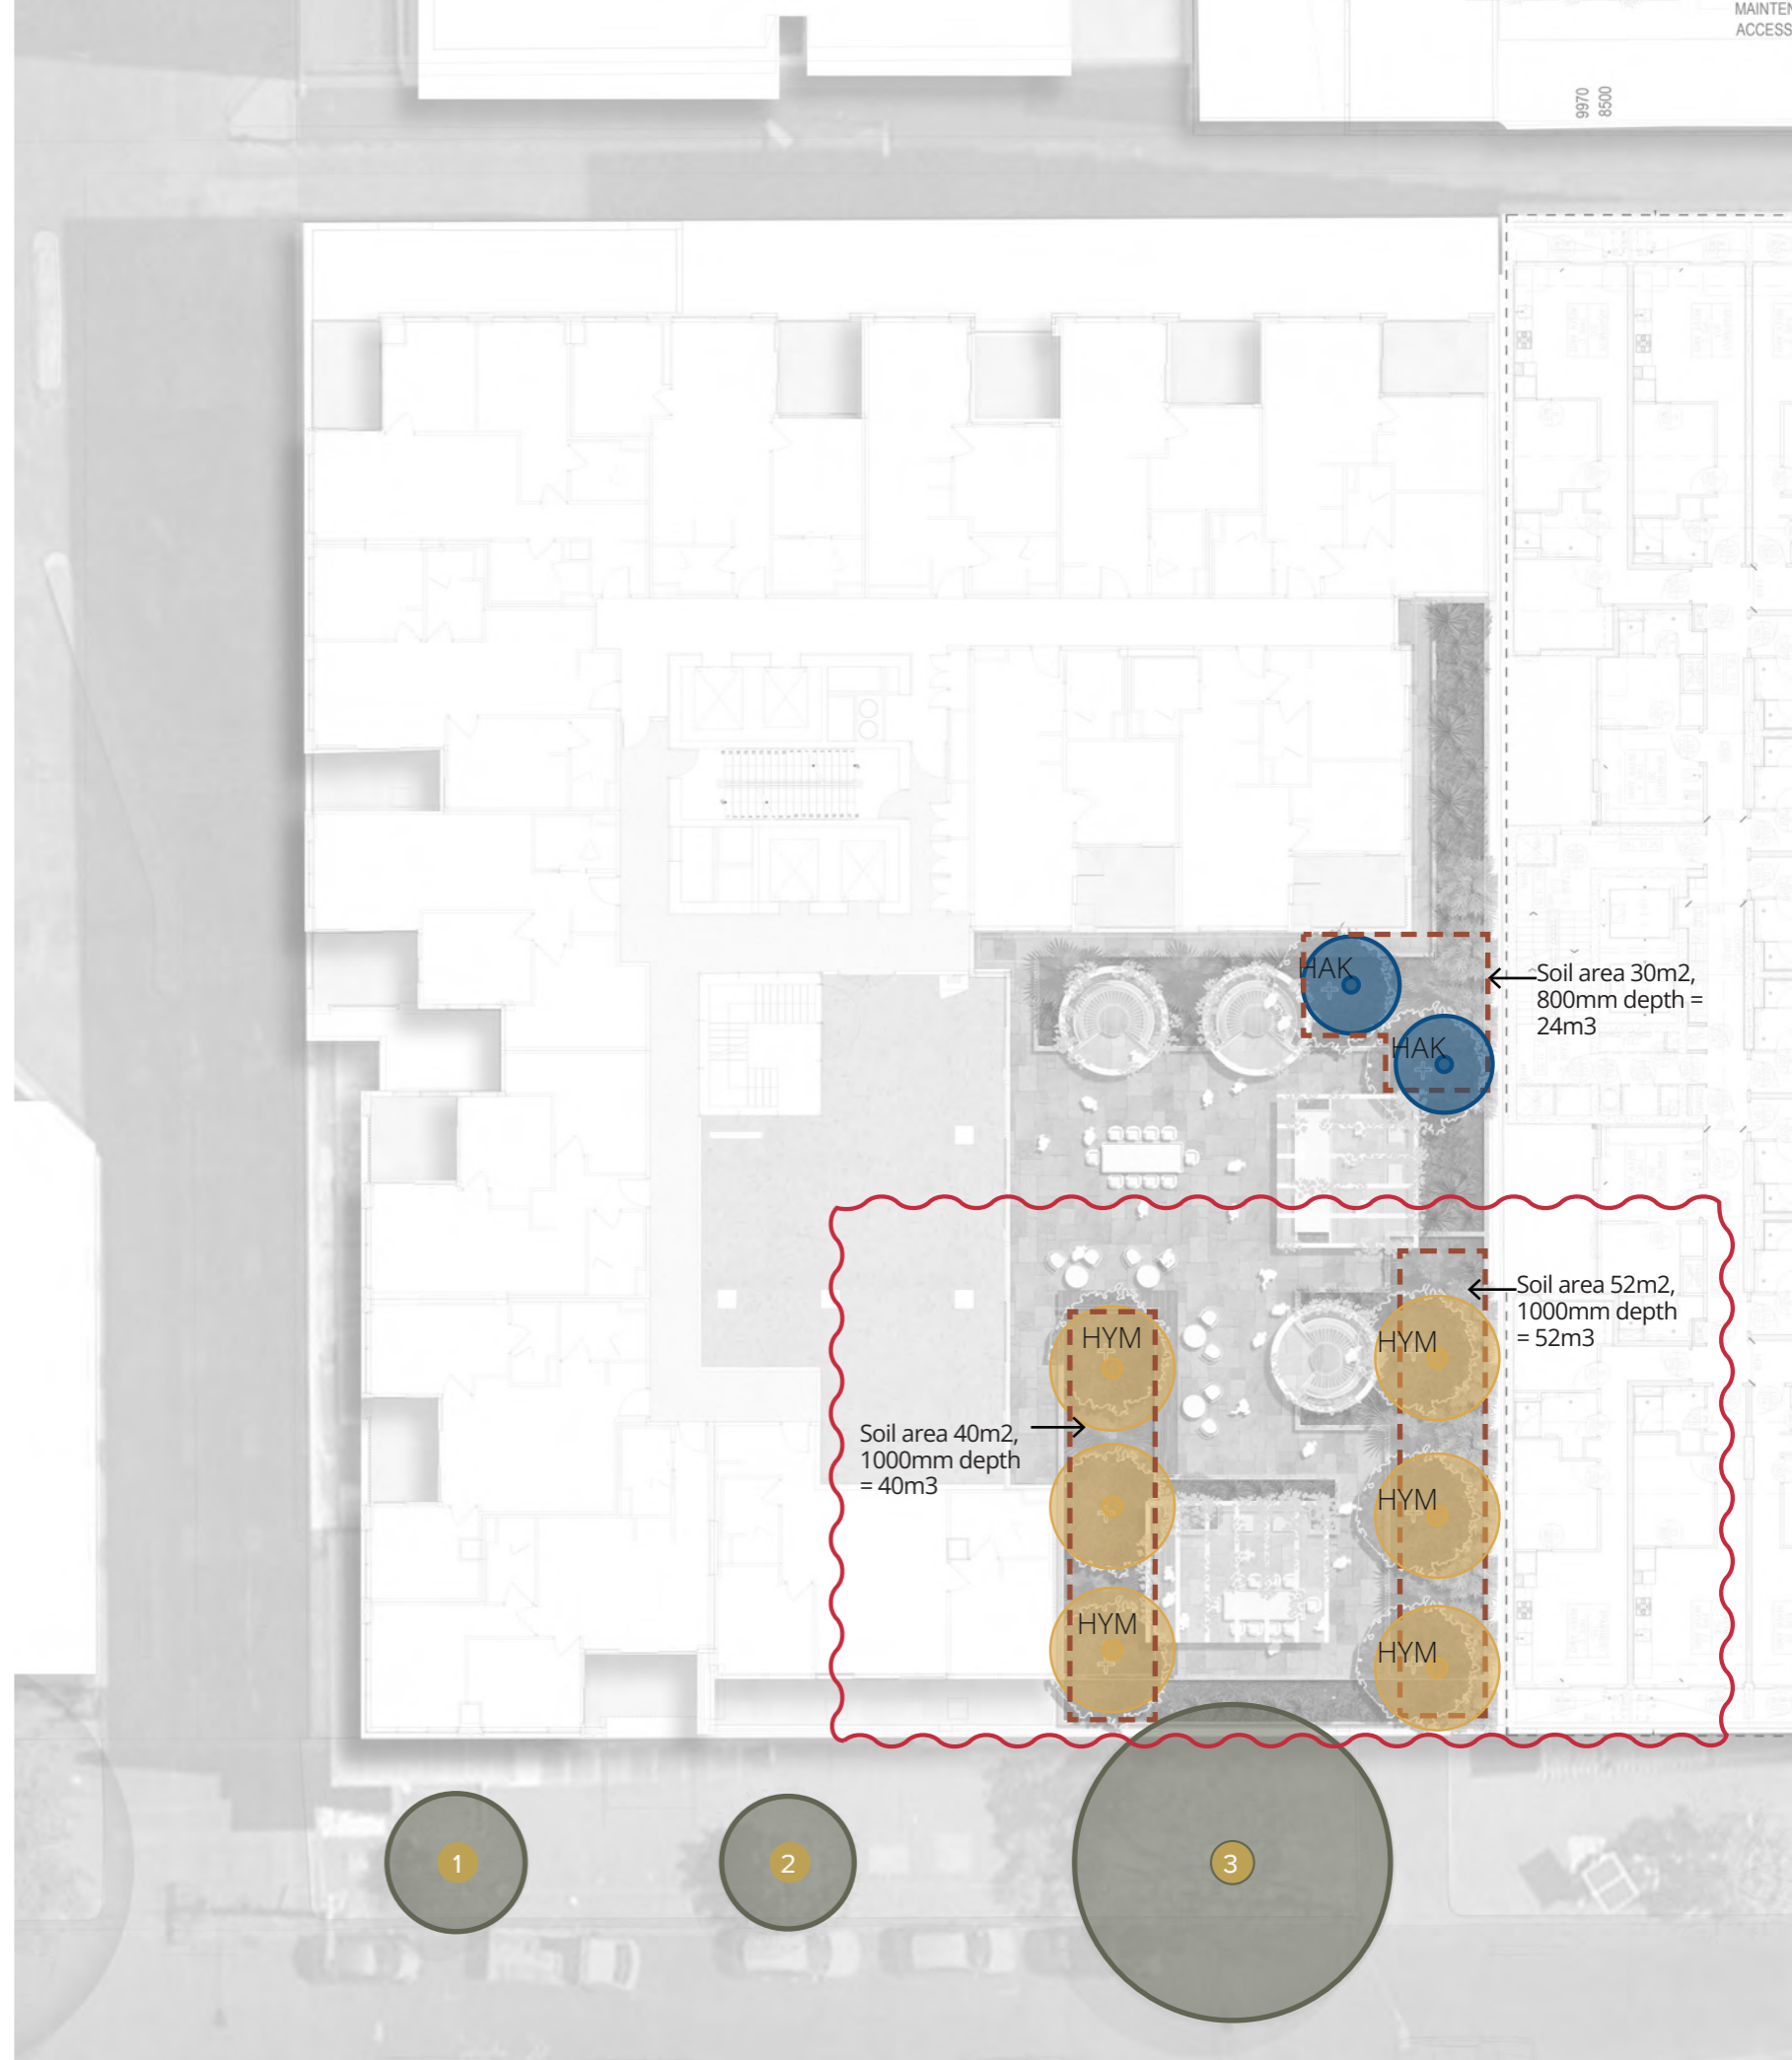 MAINTEN
ACCESS
9970
8500
HAK
HAK
Soil area 30m2,
800mm depth =
24m3
Soil area 52m2,
1000mm depth
= 52m3
HYM
HYM
Soil area 40m2,
1000mm depth
= 40m3
HYM
HYM
HYM
1
2
3